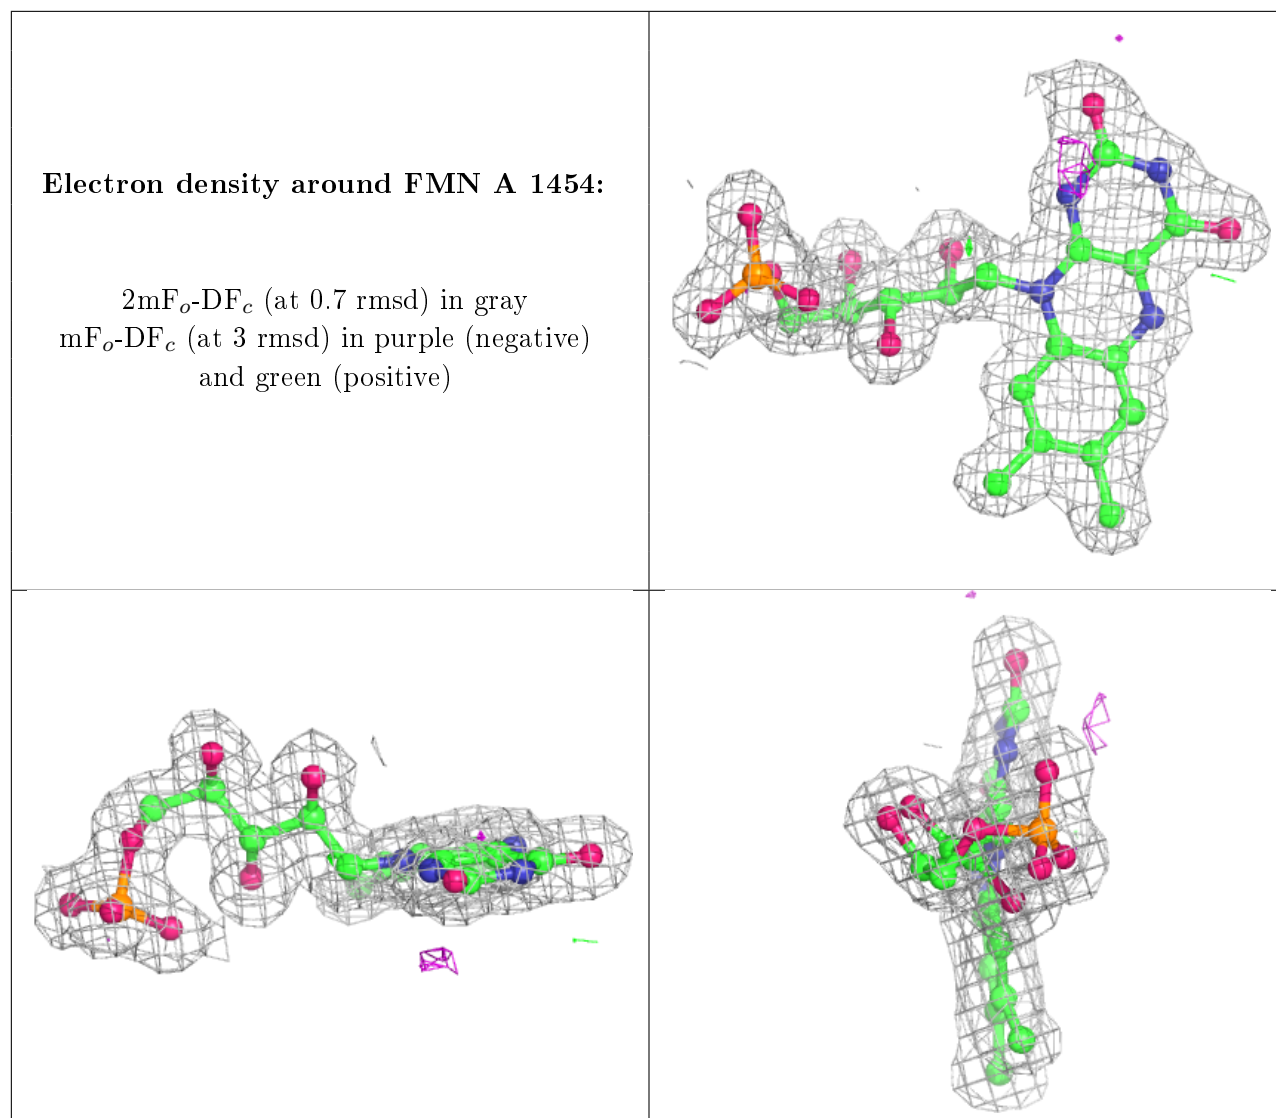 Electron density around FMN A 1454:
2mFo-DFc (at 0.7 rmsd) in gray
mFo-DFc (at 3 rmsd) in purple (negative)
and green (positive)